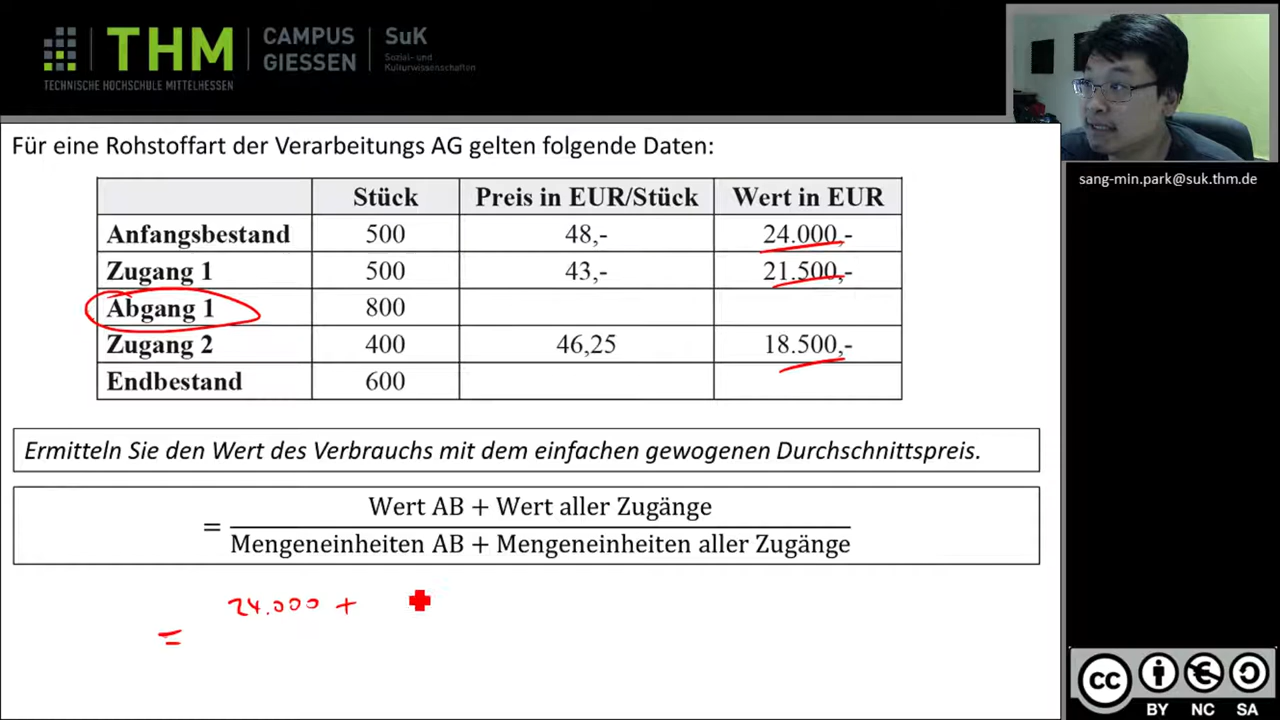 THM
CAMPUS GIESSEN
SuK
Sozial- und Kulturwissenschaften
TECHNISCHE HOCHSCHULE MITTELHESSEN
sang-min.park@suk.thm.de
Für eine Rohstoffart der Verarbeitungs AG gelten folgende Daten:
Stück Preis in EUR/Stück Wert in EUR
Anfangsbestand 500 48,- 24.000,-
Zugang 1 500 43,- 21.500,-
Abgang 1 800
Zugang 2 400 46,25 18.500,-
Endbestand 600
Ermitteln Sie den Wert des Verbrauchs mit dem einfachen gewogenen Durchschnittspreis.
= Wert AB + Wert aller Zugänge
Mengeneinheiten AB + Mengeneinheiten aller Zugänge
24.000 +
=
cc
BY NC SA